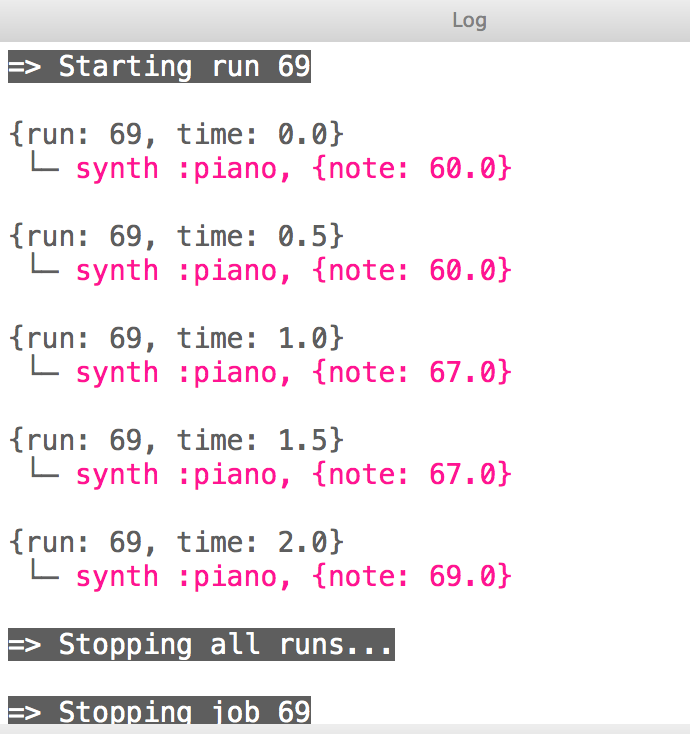 Log
=> Starting run 69
{run: 69, time: 0.0}
└─ synth :piano, {note: 60.0}
{run: 69, time: 0.5}
└─ synth :piano, {note: 60.0}
{run: 69, time: 1.0}
└─ synth :piano, {note: 67.0}
{run: 69, time: 1.5}
└─ synth :piano, {note: 67.0}
{run: 69, time: 2.0}
└─ synth :piano, {note: 69.0}
=> Stopping all runs...
=> Stopping job 69